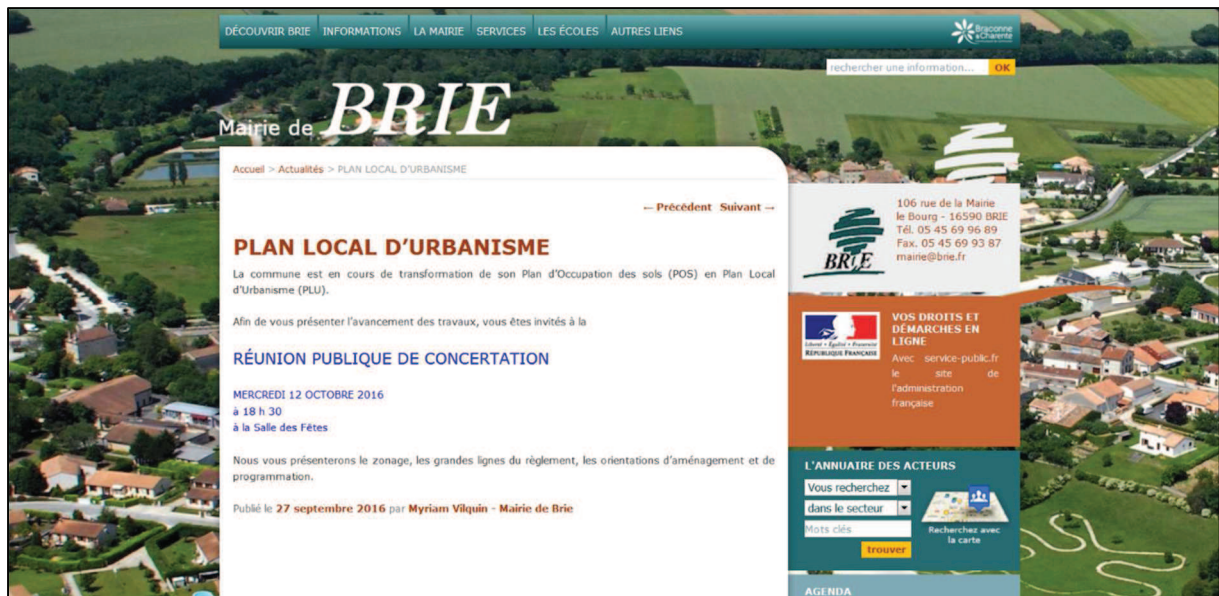 DÉCOUVRIR BRIE INFORMATIONS LA MAIRIE SERVICES LES ÉCOLES AUTRES LIENS
Braconne
&Charente
rechercher une information... OK
Mairie de BRIE
Accueil > Actualités > PLAN LOCAL D'URBANISME
← Précédent Suivant →
PLAN LOCAL D'URBANISME
La commune est en cours de transformation de son Plan d'Occupation des sols (POS) en Plan Local
d'Urbanisme (PLU).
Afin de vous présenter l'avancement des travaux, vous êtes invités à la
RÉUNION PUBLIQUE DE CONCERTATION
MERCREDI 12 OCTOBRE 2016
à 18 h 30
à la Salle des Fêtes
Nous vous présenterons le zonage, les grandes lignes du règlement, les orientations d'aménagement et de
programmation.
Publié le 27 septembre 2016 par Myriam Vilquin - Mairie de Brie
BRIE
106 rue de la Mairie
le Bourg - 16590 BRIE
Tél. 05 45 69 96 89
Fax. 05 45 69 93 87
mairie@brie.fr
Liberté • Égalité • Fraternité
RÉPUBLIQUE FRANÇAISE
VOS DROITS ET
DÉMARCHES EN
LIGNE
Avec service-public.fr
le site de
l'administration
française
L'ANNUAIRE DES ACTEURS
Vous recherchez
dans le secteur
Mots clés
trouver
Recherchez avec
la carte
AGENDA